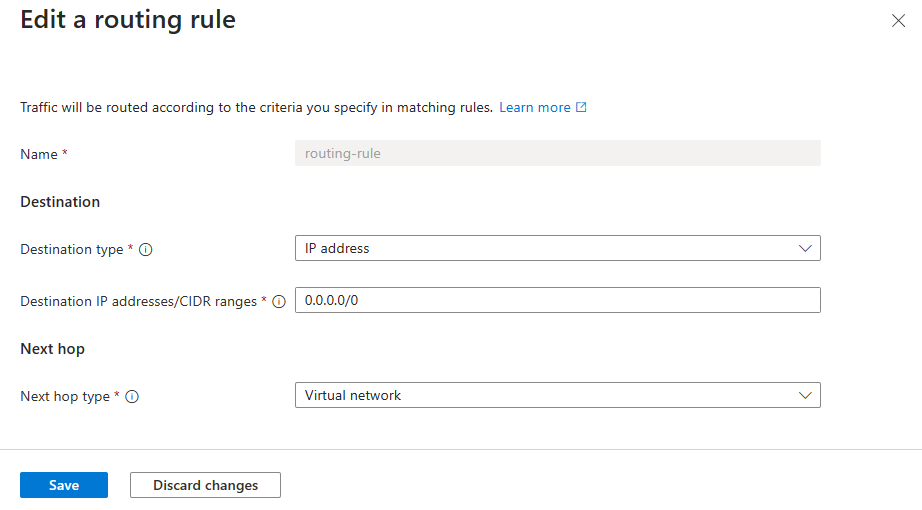 Edit a routing rule
Traffic will be routed according to the criteria you specify in matching rules. Learn more
Name * routing-rule
Destination
Destination type * IP address
Destination IP addresses/CIDR ranges * 0.0.0.0/0
Next hop
Next hop type * Virtual network
Save Discard changes